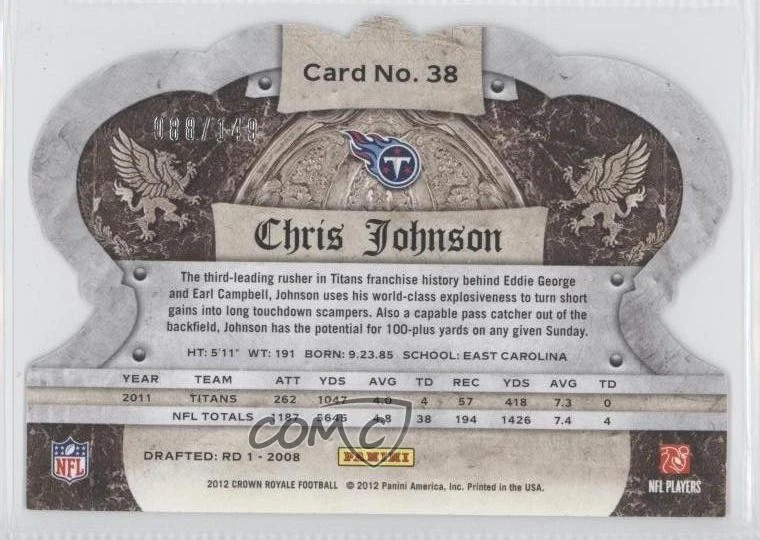 Card No. 38
088/149
T
Chris Johnson
The third-leading rusher in Titans franchise history behind Eddie George
and Earl Campbell, Johnson uses his world-class explosiveness to turn short
gains into long touchdown scampers. Also a capable pass catcher out of the
backfield, Johnson has the potential for 100-plus yards on any given Sunday.
HT: 5'11" WT: 191 BORN: 9.23.85 SCHOOL: EAST CAROLINA
YEAR TEAM ATT YDS AVG TD REC YDS AVG TD
2011 TITANS 262 1047 4.0 4 57 418 7.3 0
NFL TOTALS 1187 5645 4.8 38 194 1426 7.4 4
COMC
NFL
DRAFTED: RD 1 - 2008
PANINI
NFL PLAYERS
2012 CROWN ROYALE FOOTBALL © 2012 Panini America, Inc. Printed in the USA.